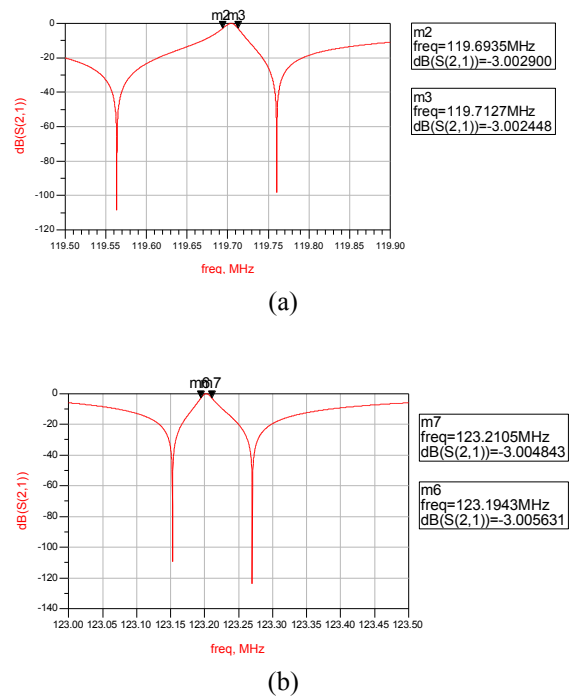 m2m3
0
-20
-40
-60
-80
-100
-120
dB(S(2,1))
119.50 119.55 119.60 119.65 119.70 119.75 119.80 119.85 119.90
freq, MHz
m2
freq=119.6935MHz
dB(S(2,1))=-3.002900
m3
freq=119.7127MHz
dB(S(2,1))=-3.002448
(a)
m6m7
0
-20
-40
-60
-80
-100
-120
-140
dB(S(2,1))
123.00 123.05 123.10 123.15 123.20 123.25 123.30 123.35 123.40 123.45 123.50
freq, MHz
m7
freq=123.2105MHz
dB(S(2,1))=-3.004843
m6
freq=123.1943MHz
dB(S(2,1))=-3.005631
(b)